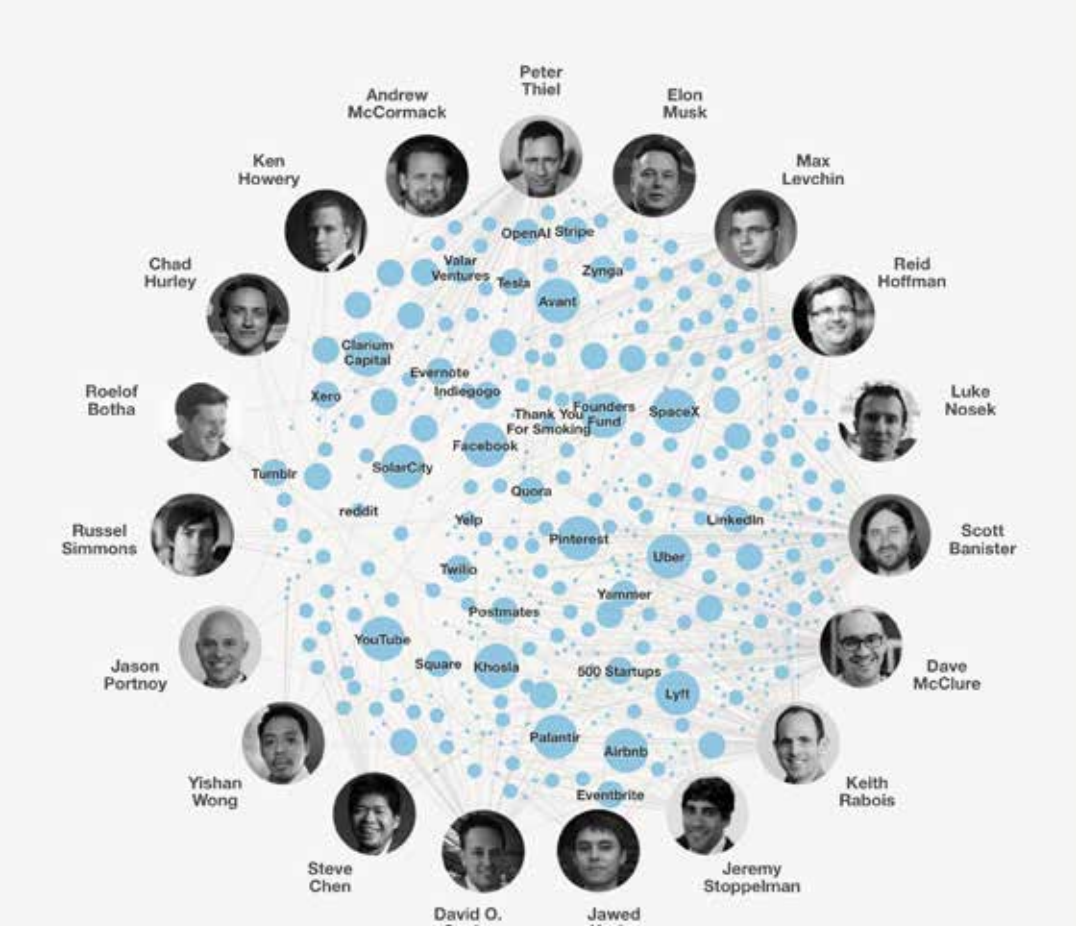 Peter
Thiel
Andrew
McCormack
Elon
Musk
Ken
Howery
Max
Levchin
Chad
Hurley
Reid
Hoffman
Roelof
Botha
Luke
Nosek
Russel
Simmons
Scott
Banister
Jason
Portnoy
Dave
McClure
Yishan
Wong
Keith
Rabois
Steve
Chen
Jeremy
Stoppelman
David O.
Jawed
OpenAI Stripe
Valar
Ventures
Tesla
Zynga
Avant
Clarium
Capital
Evernote
Indiegogo
Xero
Thank You
For Smoking
Founders
Fund
SpaceX
Facebook
SolarCity
Tumblr
Quora
reddit
Yelp
LinkedIn
Pinterest
Uber
Twilio
Yammer
Postmates
YouTube
Square
Khosla
500 Startups
Lyft
Palantir
Airbnb
Eventbrite